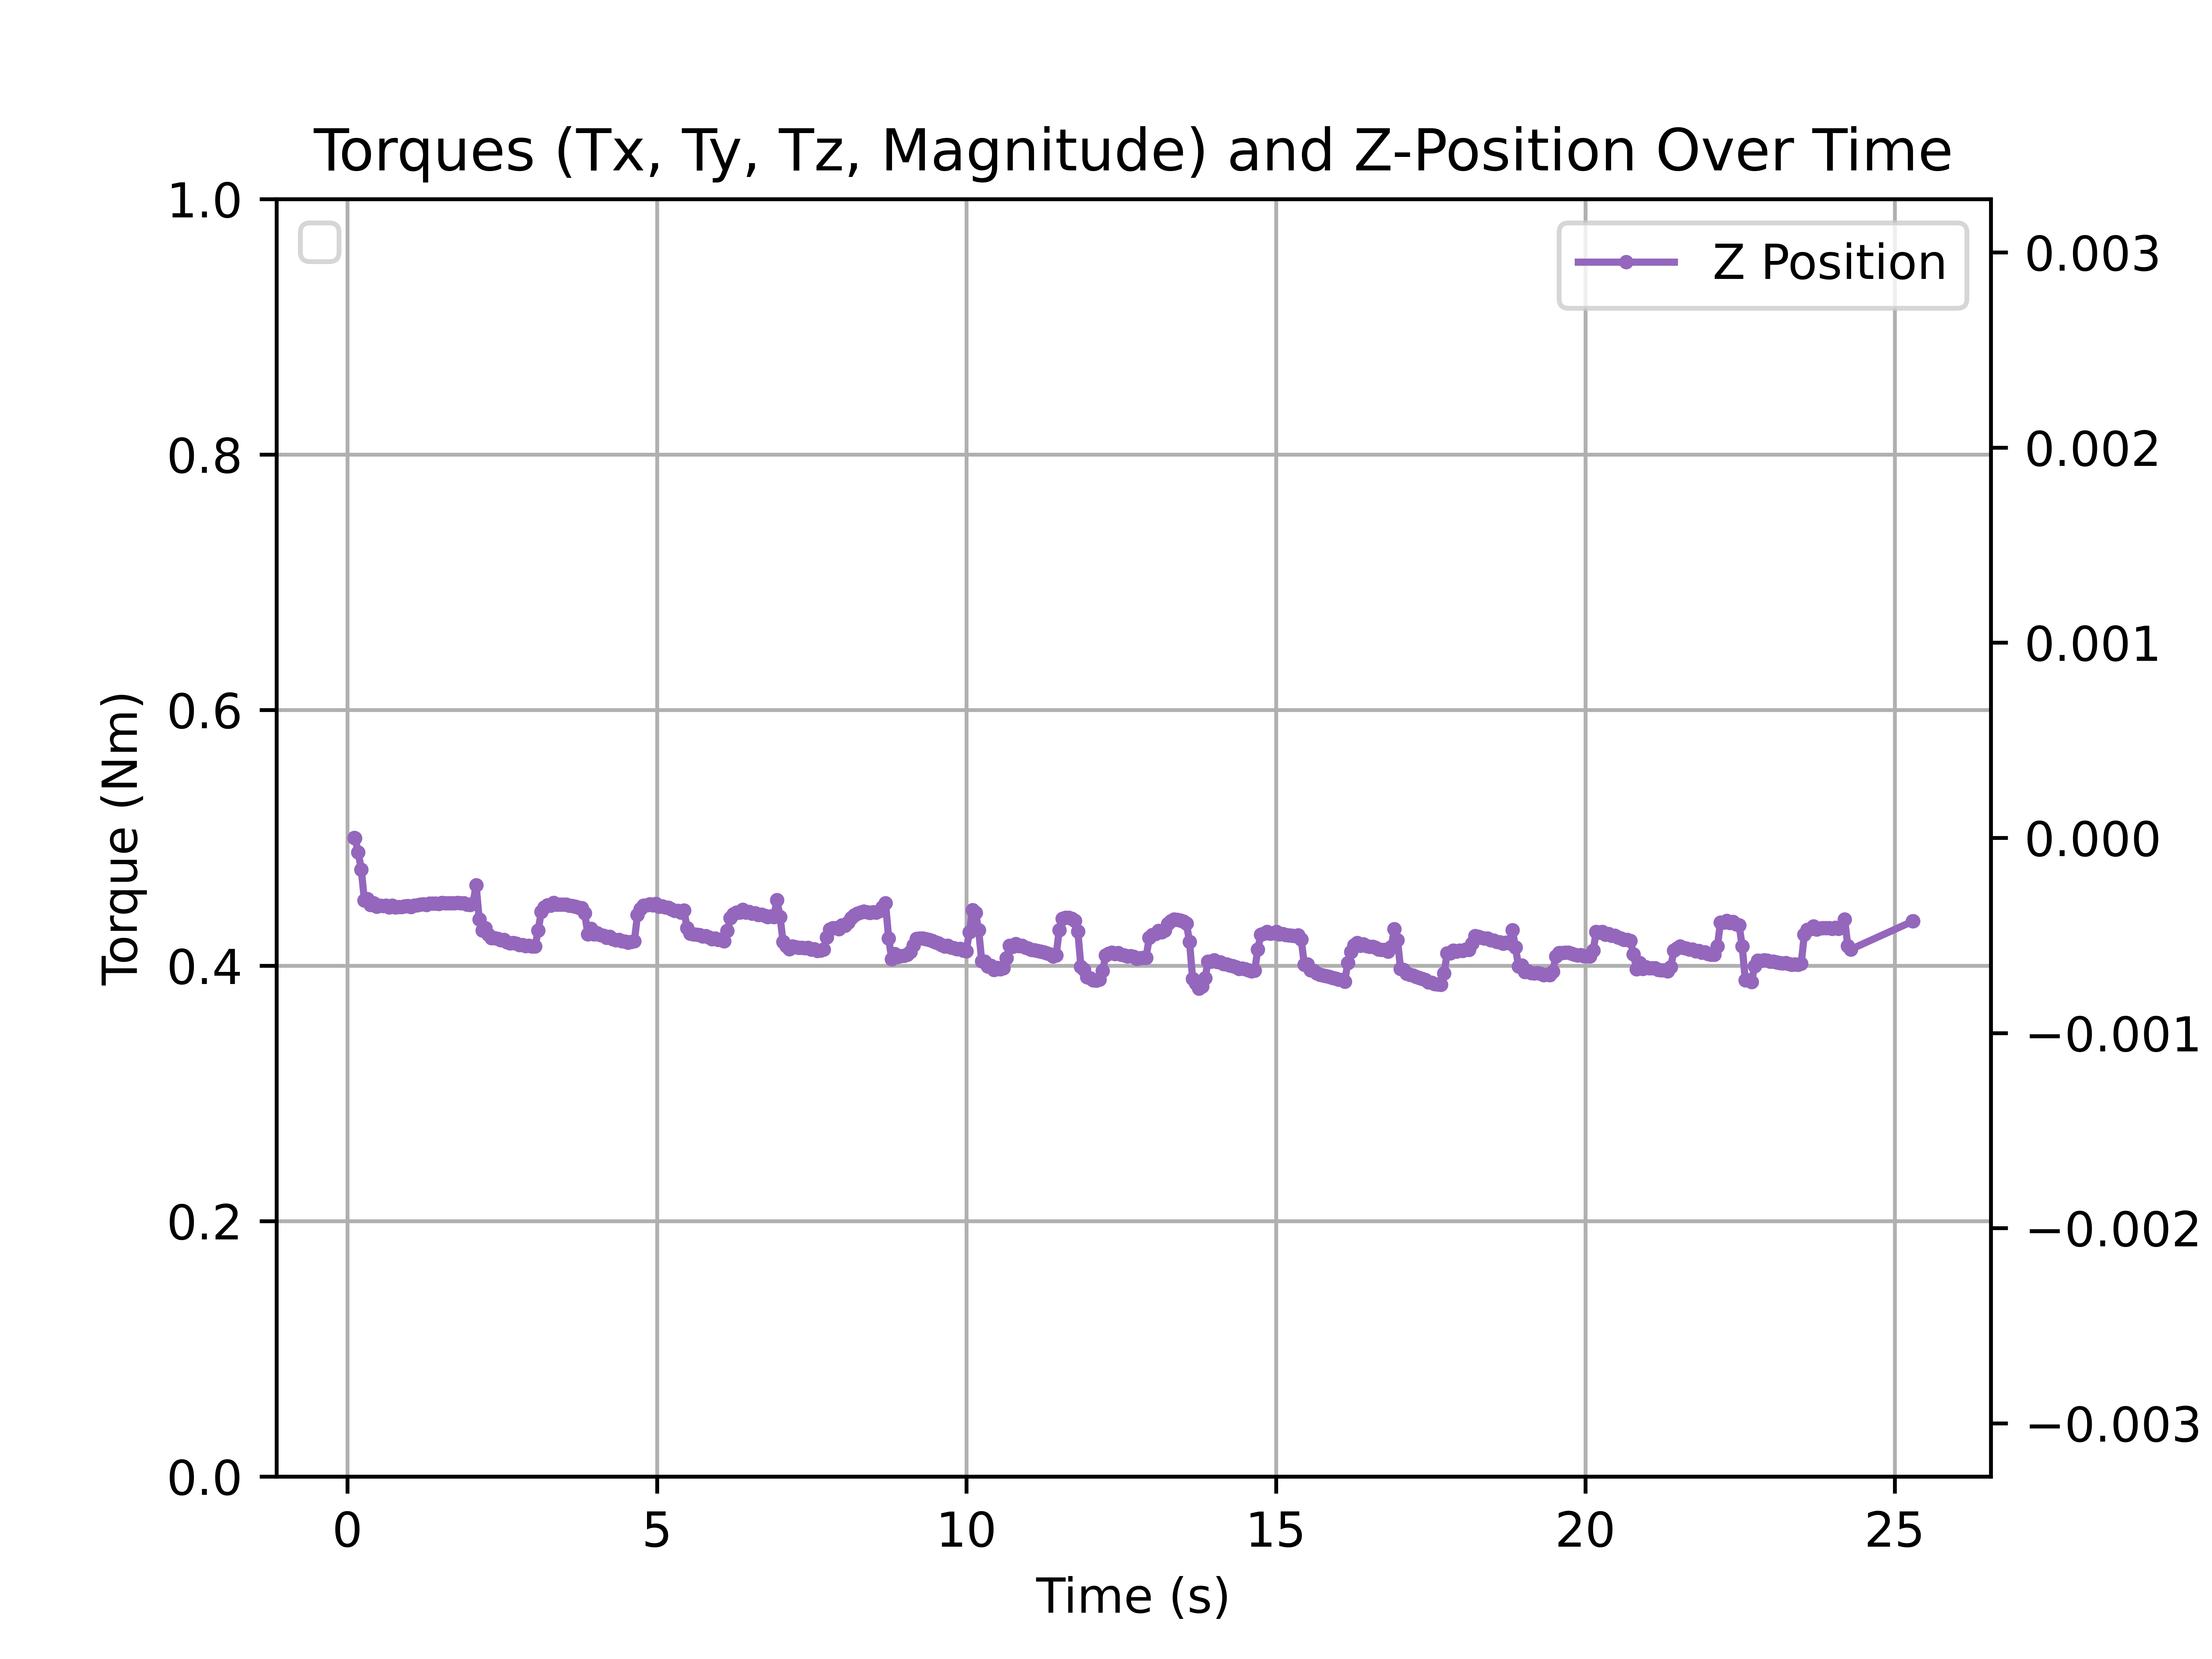 Torques (Tx, Ty, Tz, Magnitude) and Z-Position Over Time
Z Position
Torque (Nm)
1.0
0.8
0.6
0.4
0.2
0.0
0.003
0.002
0.001
0.000
−0.001
−0.002
−0.003
0 5 10 15 20 25
Time (s)